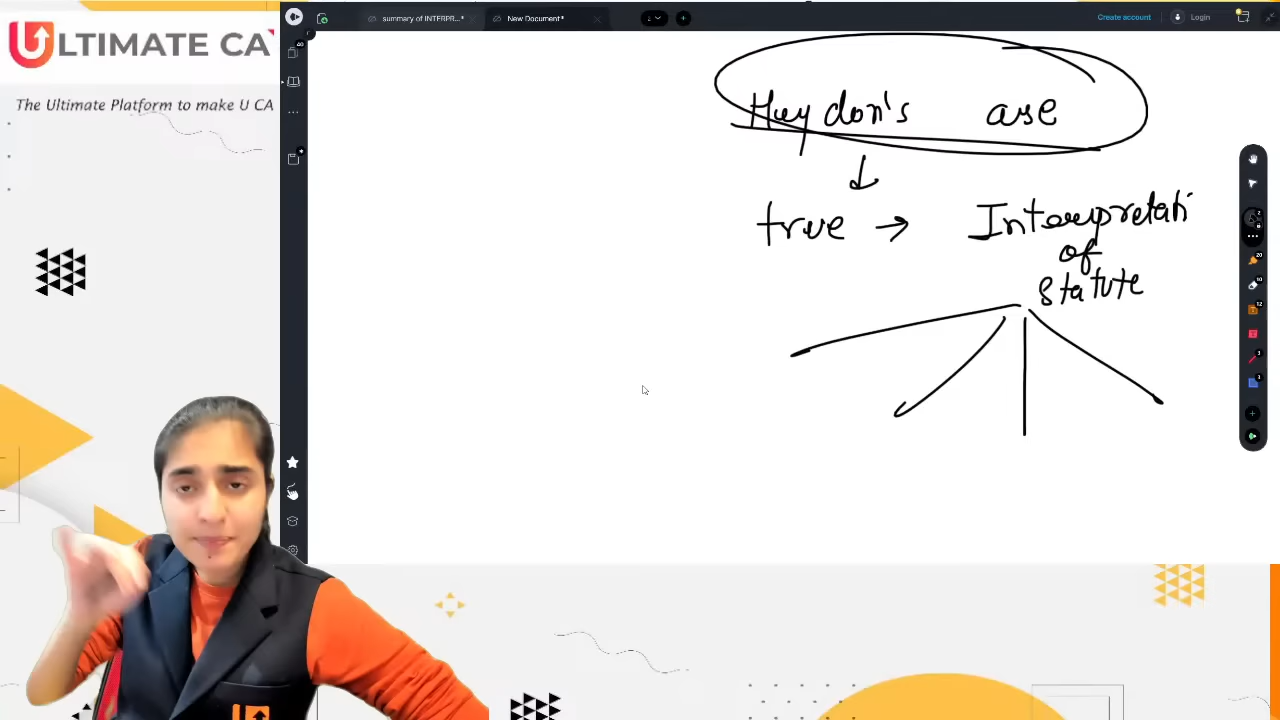 ULTIMATE CA
The Ultimate Platform to make U CA
summary of INTERPR...*
New Document*
Create account
Login
Heydon's ase
true → Interpretati
of
Statute